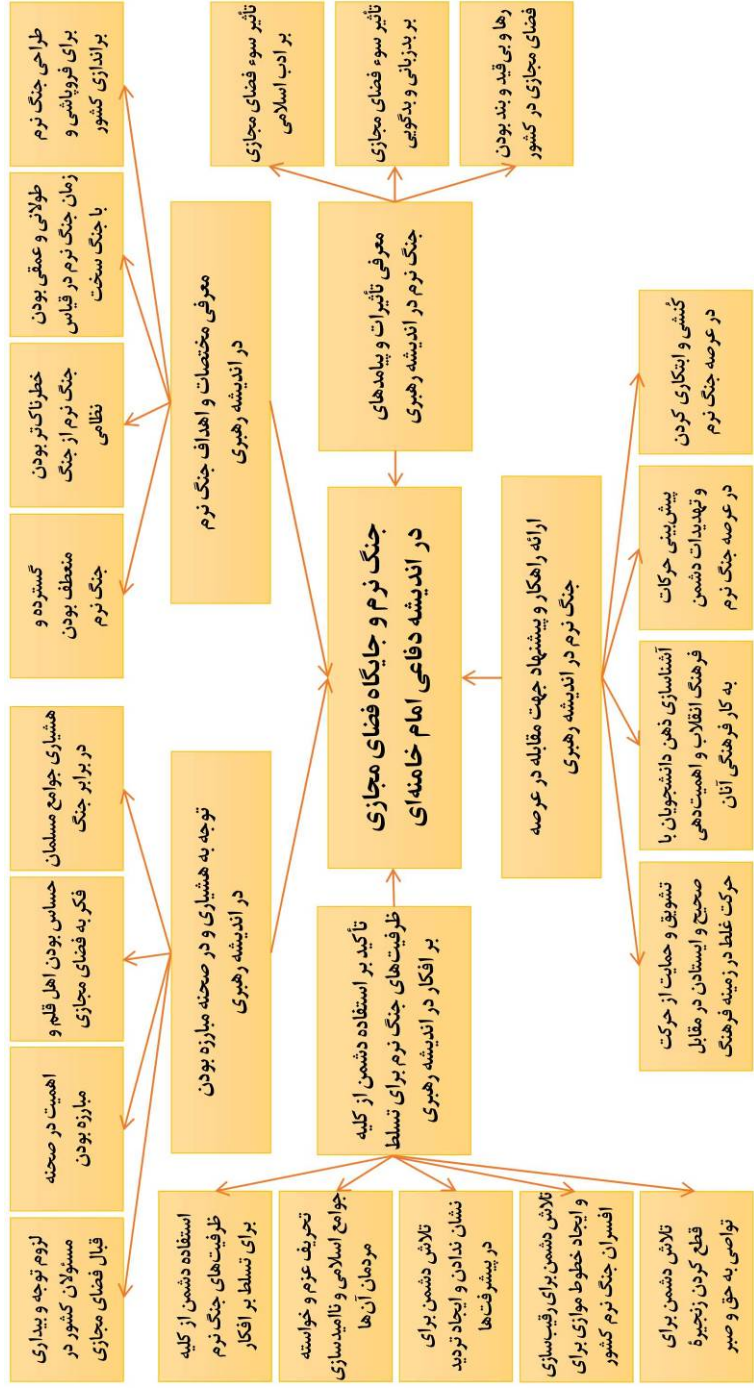 طراحی جنگ نرم
برای فروپاشی و
براندازی کشور
طولانی و عمقی بودن
زمان جنگ نرم در قیاس
با جنگ سخت
خطرناک‌تر بودن
جنگ نرم از جنگ
نظامی
گسترده و
منعطف بودن
جنگ نرم
هشیاری جوامع مسلمان
در برابر جنگ
حساس بودن اهل قلم و
فکر به فضای مجازی
اهمیت در صحنه
مبارزه بودن
لزوم توجه و بیداری
مسئولان کشور در
قبال فضای مجازی
معرفی مختصات و اهداف جنگ نرم
در اندیشه رهبری
توجه به هشیاری و در صحنه مبارزه بودن
در اندیشه رهبری
تأثیر سوء فضای مجازی
بر ادب اسلامی
تأثیر سوء فضای مجازی
بر بدزبانی و بدگویی
رها و بی‌قید و بند بودن
فضای مجازی در کشور
معرفی تأثیرات و پیامدهای
جنگ نرم در اندیشه رهبری
جنگ نرم و جایگاه فضای مجازی
در اندیشه دفاعی امام خامنه‌ای
تأکید بر استفاده دشمن از کلیه
ظرفیت‌های جنگ نرم برای تسلط
بر افکار در اندیشه رهبری
استفاده دشمن از کلیه
ظرفیت‌های جنگ نرم
برای تسلط بر افکار
تحریف عزم و خواسته
جوامع اسلامی و ناامیدسازی
مردمان آن‌ها
تلاش دشمن برای
نشان ندادن و ایجاد تردید
در پیشرفت‌ها
تلاش دشمن برای رقیب‌سازی
و ایجاد خطوط موازی برای
افسران جنگ نرم کشور
تلاش دشمن برای
قطع کردن زنجیرهٔ
تواصی به حق و صبر
ارائه راهکار و پیشنهاد جهت مقابله در عرصه
جنگ نرم در اندیشه رهبری
کُنشی و ابتکاری کردن
در عرصه جنگ نرم
پیش‌بینی حرکات
و تهدیدات دشمن
در عرصه جنگ نرم
آشناسازی ذهن دانشجویان با
فرهنگ انقلاب و اهمیت‌دهی
به کار فرهنگی آنان
تشویق و حمایت از حرکت
صحیح و ایستادن در مقابل
حرکت غلط در زمینه فرهنگ